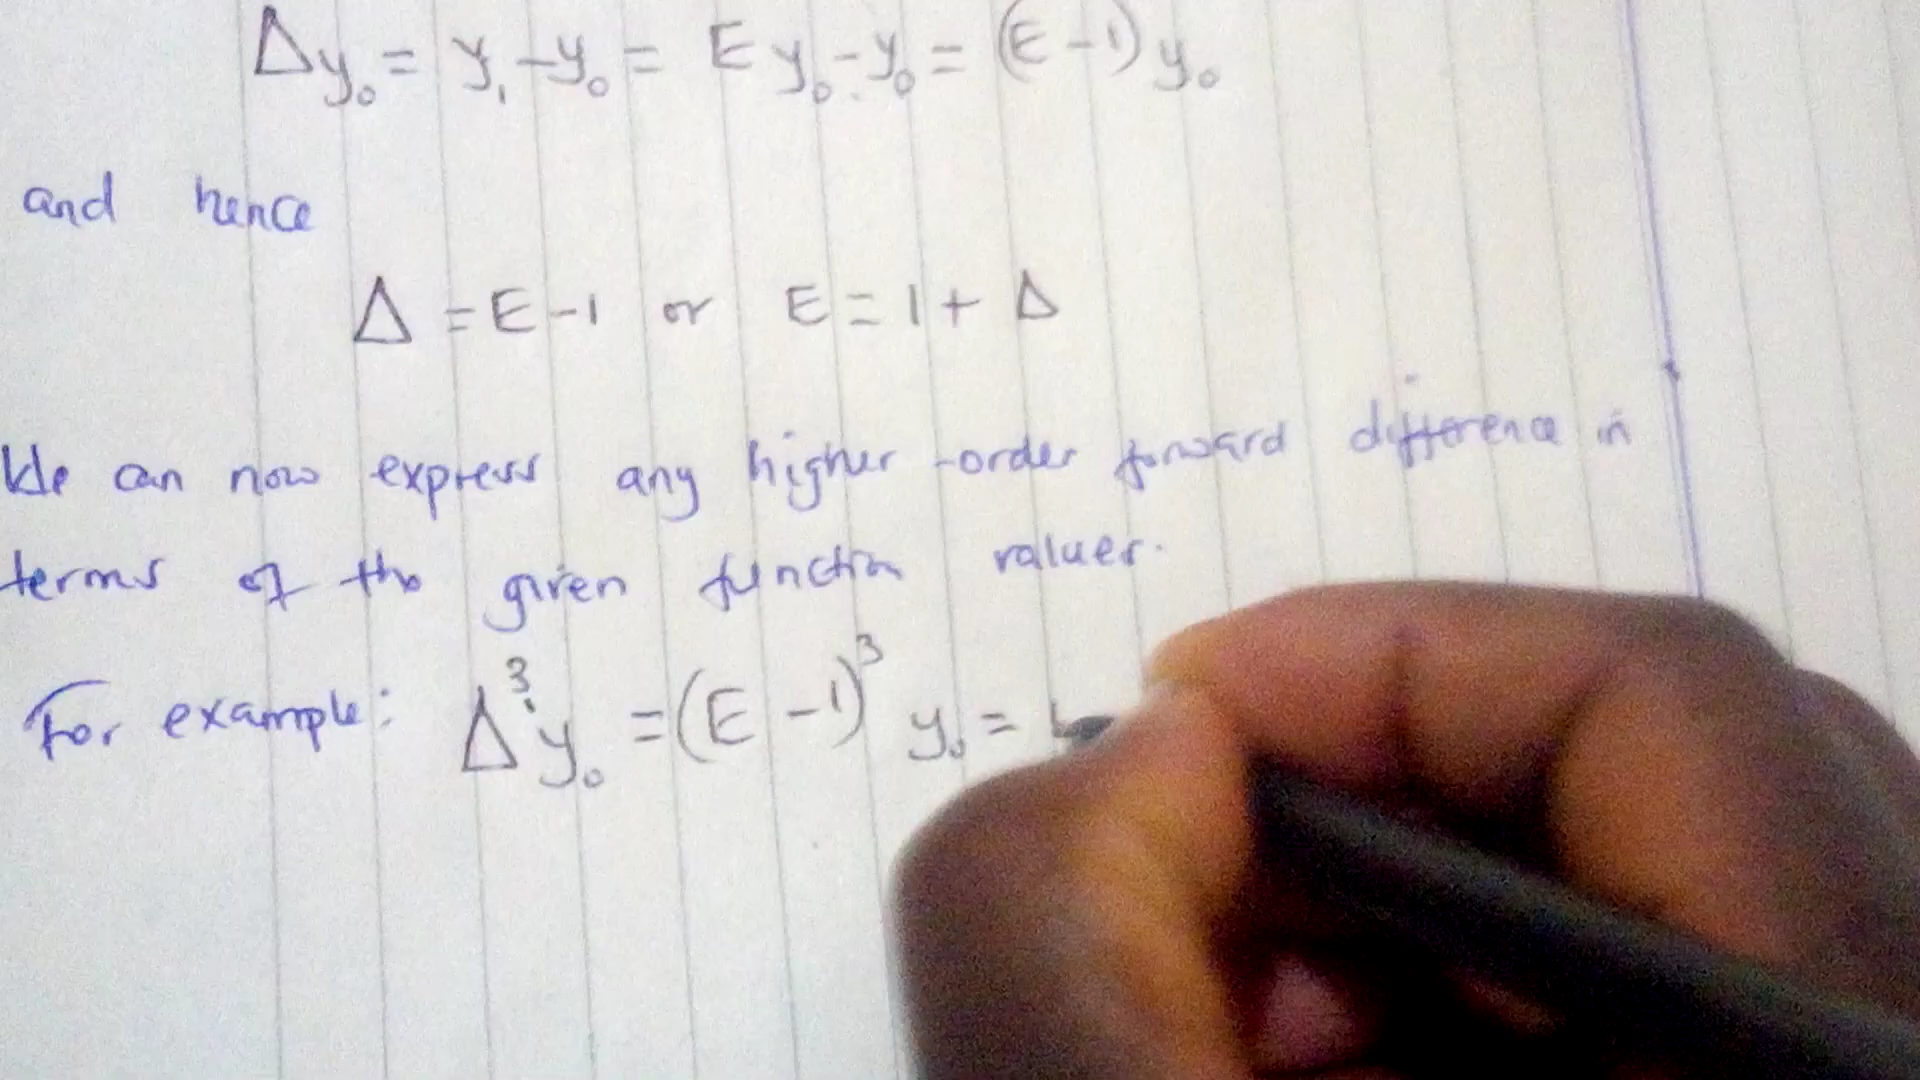 Δy₀ = y₁ - y₀ = Ey₀ - y₀ = (E - 1) y₀
and hence
Δ = E - 1 or E = 1 + Δ
We can now express any higher-order forward difference in
terms of the given function values.
For example: Δ³y₀ = (E - 1)³ y₀ =